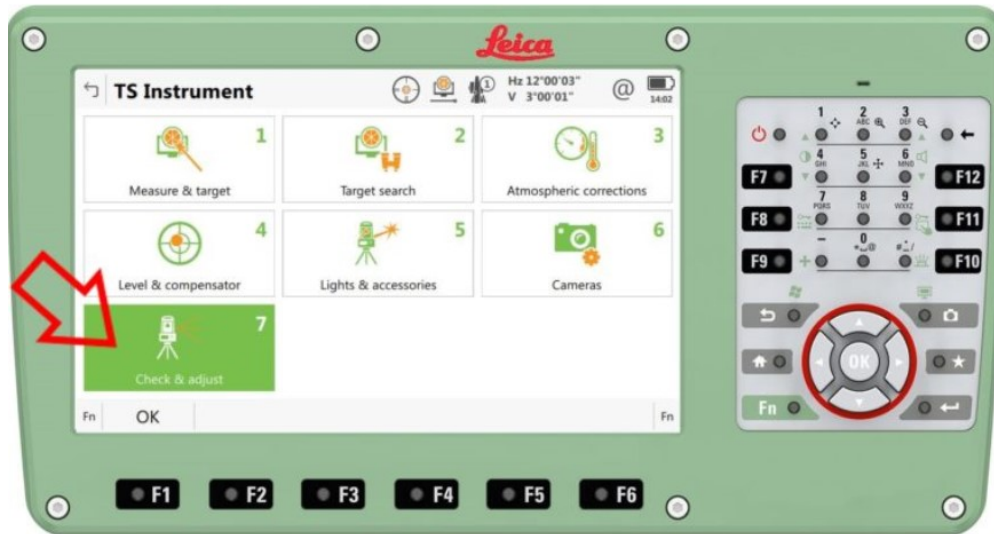 Leica
TS Instrument
1
Hz 12°00'03"
V 3°00'01"
@
14:02
1
Measure & target
2
Target search
3
Atmospheric corrections
4
Level & compensator
5
Lights & accessories
6
Cameras
7
Check & adjust
Fn OK Fn
F1 F2 F3 F4 F5 F6
1 2 ABC 3 DEF
4 GHI 5 JKL 6 MNO
F7 F12
7 PQRS 8 TUV 9 WXYZ
F8 F11
0
F9 F10
OK
Fn